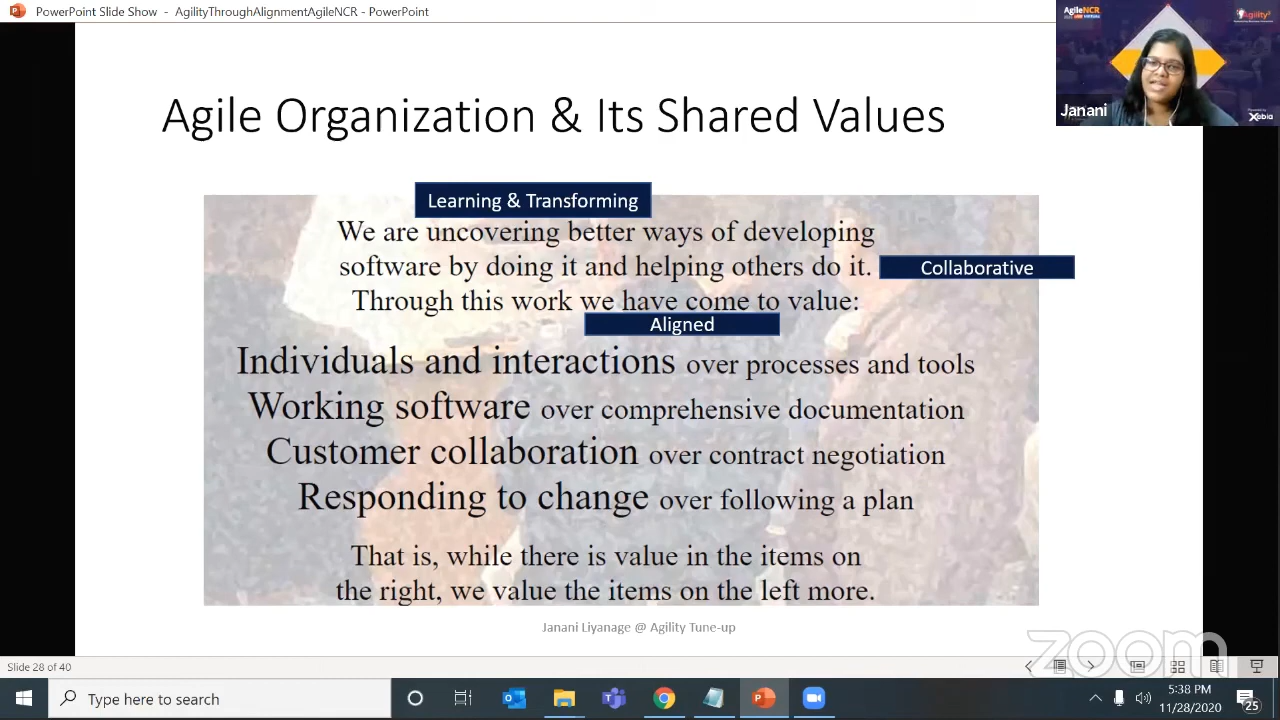 PowerPoint Slide Show - AgilityThroughAlignmentAgileNCR - PowerPoint
AgileNCR
Agility
Janani
Xebia
Agile Organization & Its Shared Values
Learning & Transforming
We are uncovering better ways of developing
software by doing it and helping others do it.
Collaborative
Through this work we have come to value:
Aligned
Individuals and interactions over processes and tools
Working software over comprehensive documentation
Customer collaboration over contract negotiation
Responding to change over following a plan
That is, while there is value in the items on
the right, we value the items on the left more.
Janani Liyanage @ Agility Tune-up
zoom
Slide 28 of 40
Type here to search
5:38 PM
11/28/2020
25